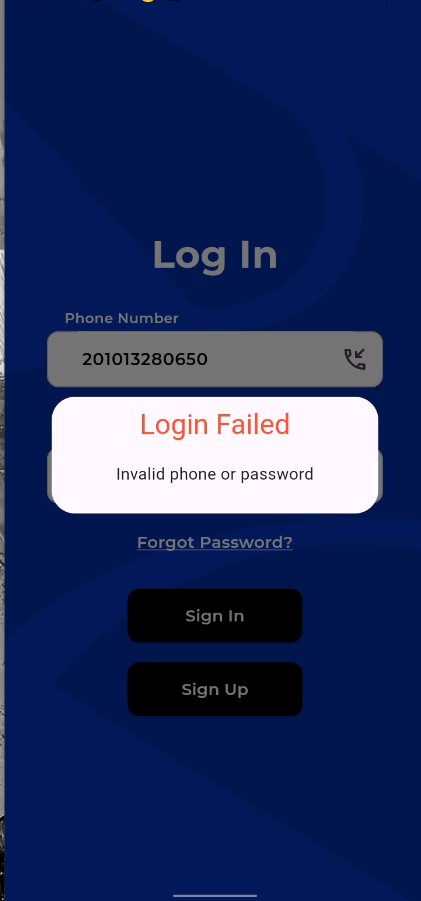 Log In
Phone Number
201013280650
Login Failed
Invalid phone or password
Forgot Password?
Sign In
Sign Up